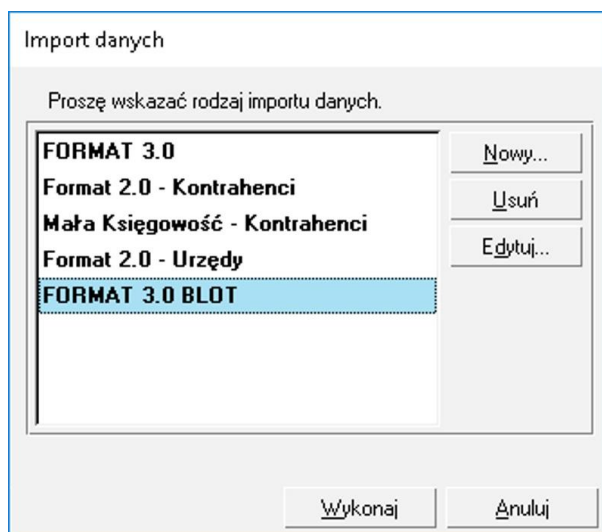 Import danych
Proszę wskazać rodzaj importu danych.
FORMAT 3.0
Format 2.0 - Kontrahenci
Mała Księgowość - Kontrahenci
Format 2.0 - Urzędy
FORMAT 3.0 BLOT
Nowy...
Usuń
Edytuj...
Wykonaj
Anuluj